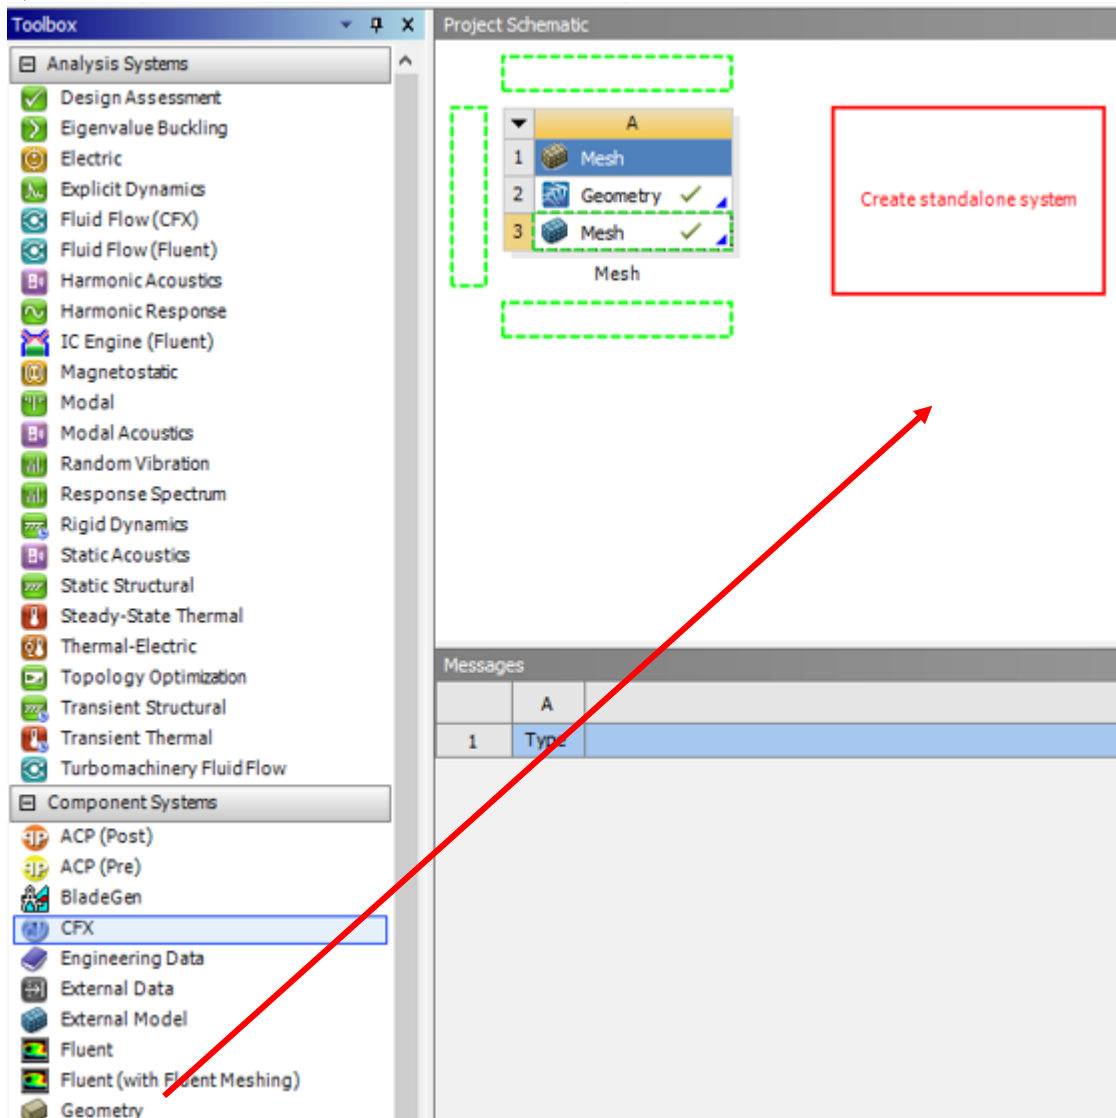 Toolbox
Analysis Systems
Design Assessment
Eigenvalue Buckling
Electric
Explicit Dynamics
Fluid Flow (CFX)
Fluid Flow (Fluent)
Harmonic Acoustics
Harmonic Response
IC Engine (Fluent)
Magnetostatic
Modal
Modal Acoustics
Random Vibration
Response Spectrum
Rigid Dynamics
Static Acoustics
Static Structural
Steady-State Thermal
Thermal-Electric
Topology Optimization
Transient Structural
Transient Thermal
Turbomachinery Fluid Flow
Component Systems
ACP (Post)
ACP (Pre)
BladeGen
CFX
Engineering Data
External Data
External Model
Fluent
Fluent (with Fluent Meshing)
Geometry
Project Schematic
A
1 Mesh
2 Geometry
3 Mesh
Mesh
Create standalone system
Messages
A
1 Type